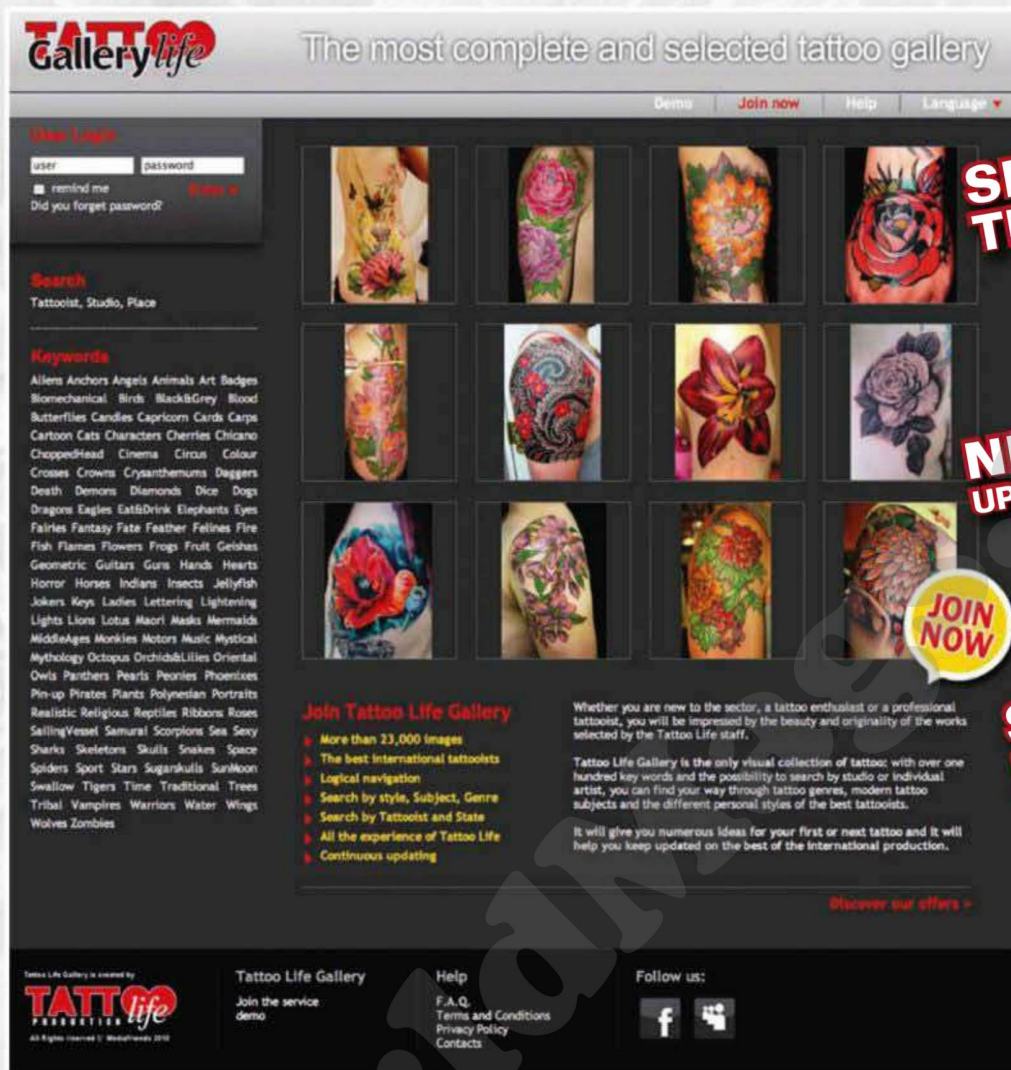 TATTOO
Gallery life
The most complete and selected tattoo gallery
Demo
Join now
Help
Language
User Login
user
password
remind me
Enter »
Did you forget password?
Search
Tattooist, Studio, Place
Keywords
Aliens Anchors Angels Animals Art Badges
Biomechanical Birds Black&Grey Blood
Butterflies Candles Capricorn Cards Carps
Cartoon Cats Characters Cherries Chicano
ChoppedHead Cinema Circus Colour
Crosses Crowns Crysanthemums Daggers
Death Demons Diamonds Dice Dogs
Dragons Eagles Eat&Drink Elephants Eyes
Fairies Fantasy Fate Feather Felines Fire
Fish Flames Flowers Frogs Fruit Geishas
Geometric Guitars Guns Hands Hearts
Horror Horses Indians Insects Jellyfish
Jokers Keys Ladies Lettering Lightening
Lights Lions Lotus Maori Masks Mermaids
MiddleAges Monkies Motors Music Mystical
Mythology Octopus Orchids&Lilies Oriental
Owls Panthers Pearls Peonies Phoenixes
Pin-up Pirates Plants Polynesian Portraits
Realistic Religious Reptiles Ribbons Roses
SailingVessel Samurai Scorpions Sea Sexy
Sharks Skeletons Skulls Snakes Space
Spiders Sport Stars Sugarskulls SunMoon
Swallow Tigers Time Traditional Trees
Tribal Vampires Warriors Water Wings
Wolves Zombies
JOIN
NOW
Join Tattoo Life Gallery
More than 23,000 images
The best international tattooists
Logical navigation
Search by style, Subject, Genre
Search by Tattooist and State
All the experience of Tattoo Life
Continuous updating
Whether you are new to the sector, a tattoo enthusiast or a professional
tattooist, you will be impressed by the beauty and originality of the works
selected by the Tattoo Life staff.
Tattoo Life Gallery is the only visual collection of tattoo: with over one
hundred key words and the possibility to search by studio or individual
artist, you can find your way through tattoo genres, modern tattoo
subjects and the different personal styles of the best tattooists.
It will give you numerous ideas for your first or next tattoo and it will
help you keep updated on the best of the international production.
Discover our offers »
Tattoo Life Gallery is created by
TATTOO life
PRODUCTION
All Rights reserved © Mediafriends 2010
Tattoo Life Gallery
Join the service
demo
Help
F.A.Q.
Terms and Conditions
Privacy Policy
Contacts
Follow us:
f